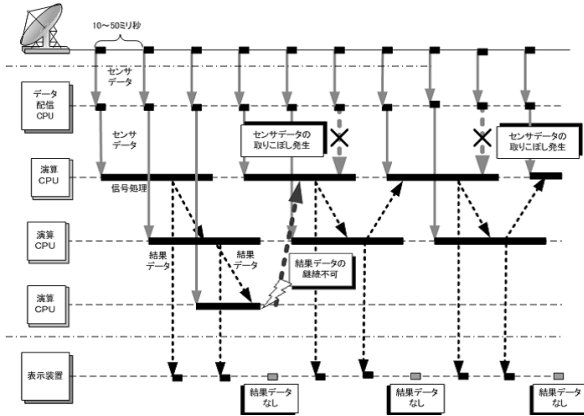 10～50ミリ秒
センサ
データ
データ
配信
CPU
センサ
データ
センサデータの
取りこぼし発生
センサデータの
取りこぼし発生
演算
CPU
信号処理
演算
CPU
結果
データ
結果
データ
結果データの
継続不可
演算
CPU
表示装置
結果データ
なし
結果データ
なし
結果データ
なし